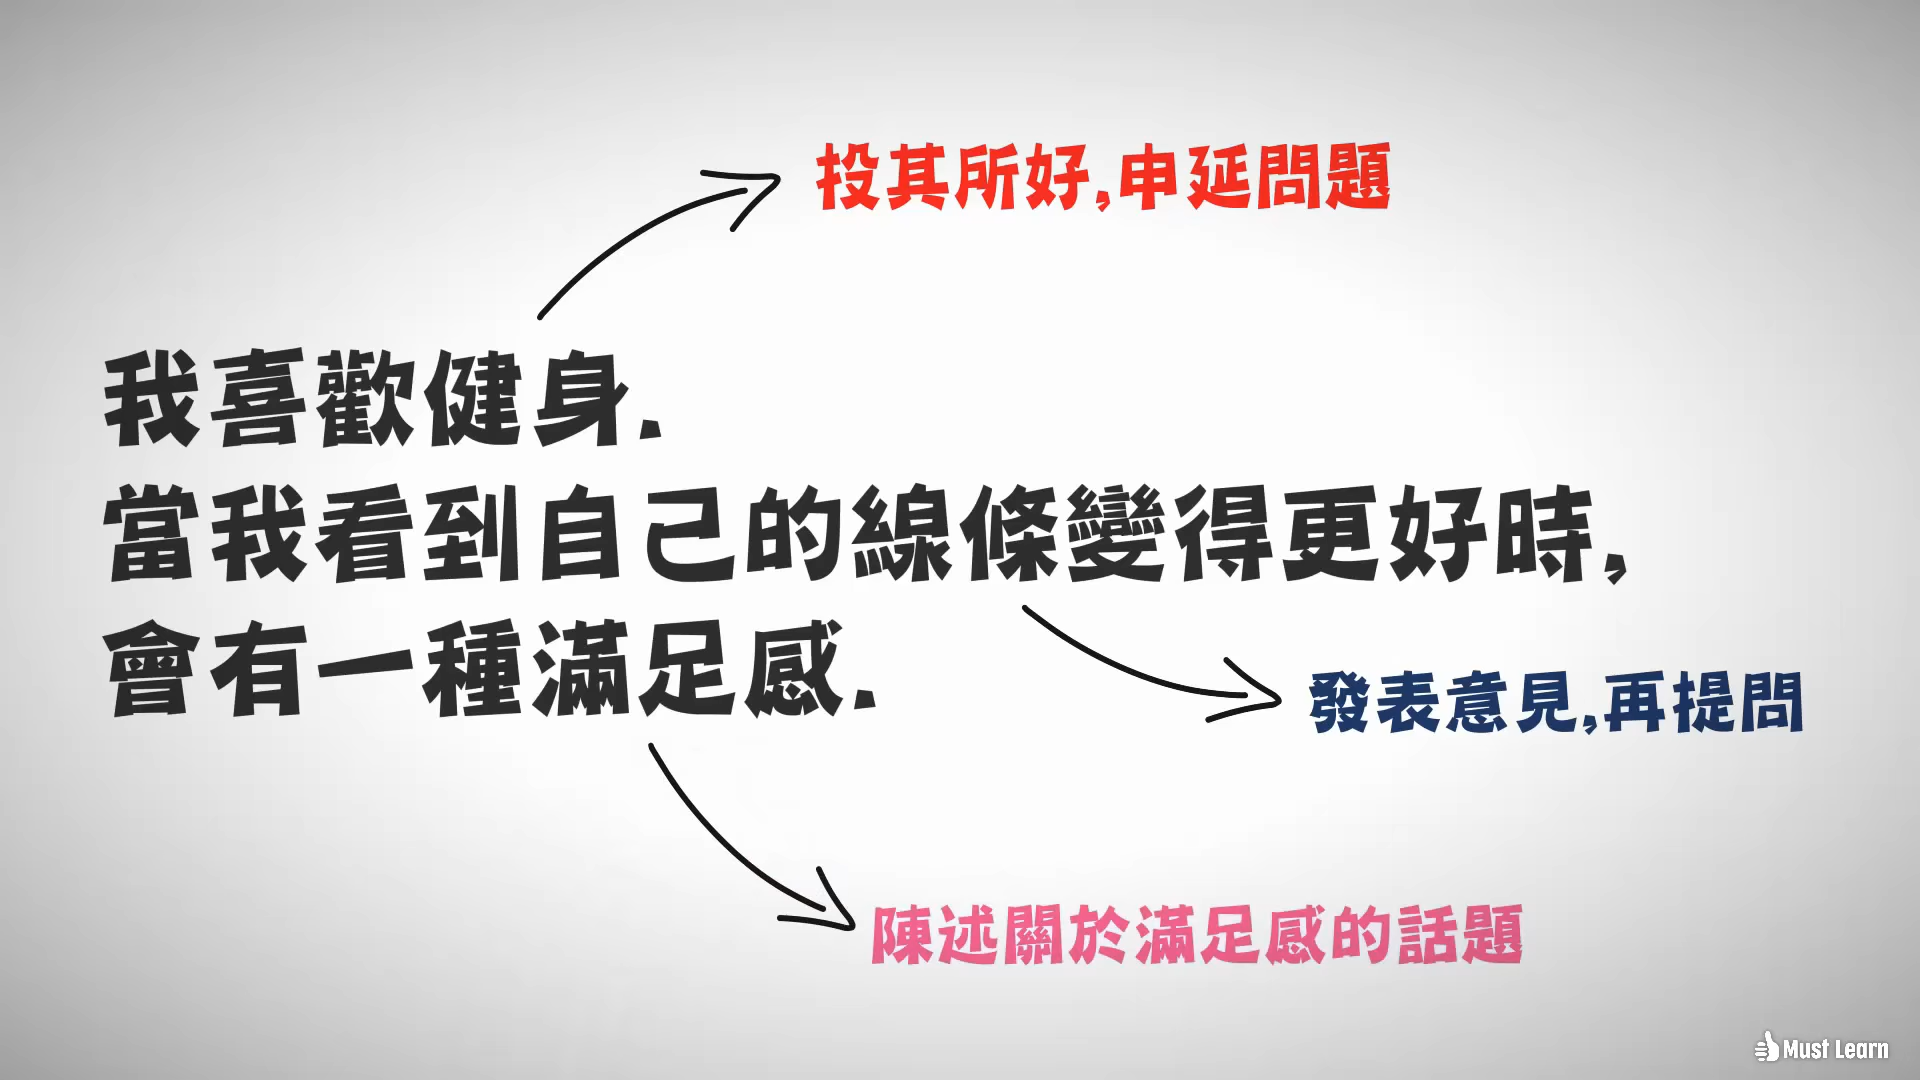 投其所好,申延問題
我喜歡健身.
當我看到自己的線條變得更好時,
會有一種滿足感.
發表意見,再提問
陳述關於滿足感的話題
Must Learn